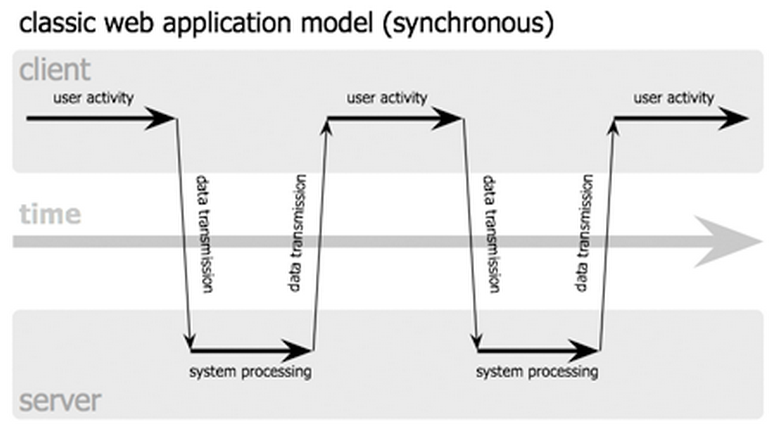 classic web application model (synchronous)
client
user activity
user activity
user activity
data transmission
data transmission
data transmission
data transmission
time
system processing
system processing
server